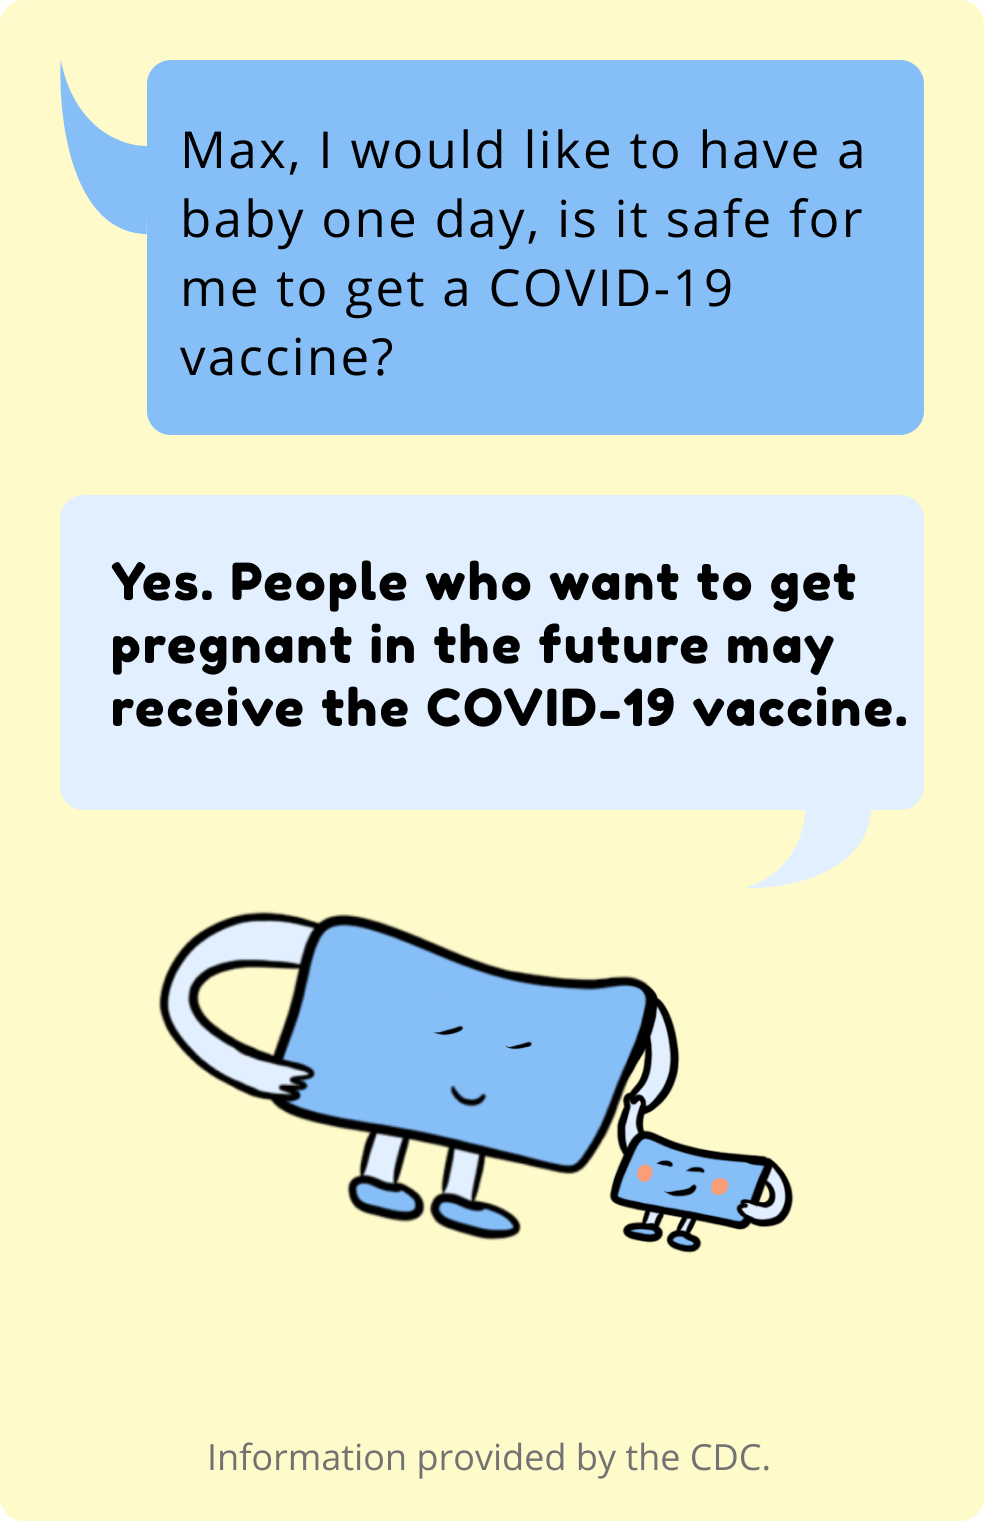 Max, I would like to have a
baby one day, is it safe for
me to get a COVID-19
vaccine?
Yes. People who want to get
pregnant in the future may
receive the COVID-19 vaccine.
Information provided by the CDC.